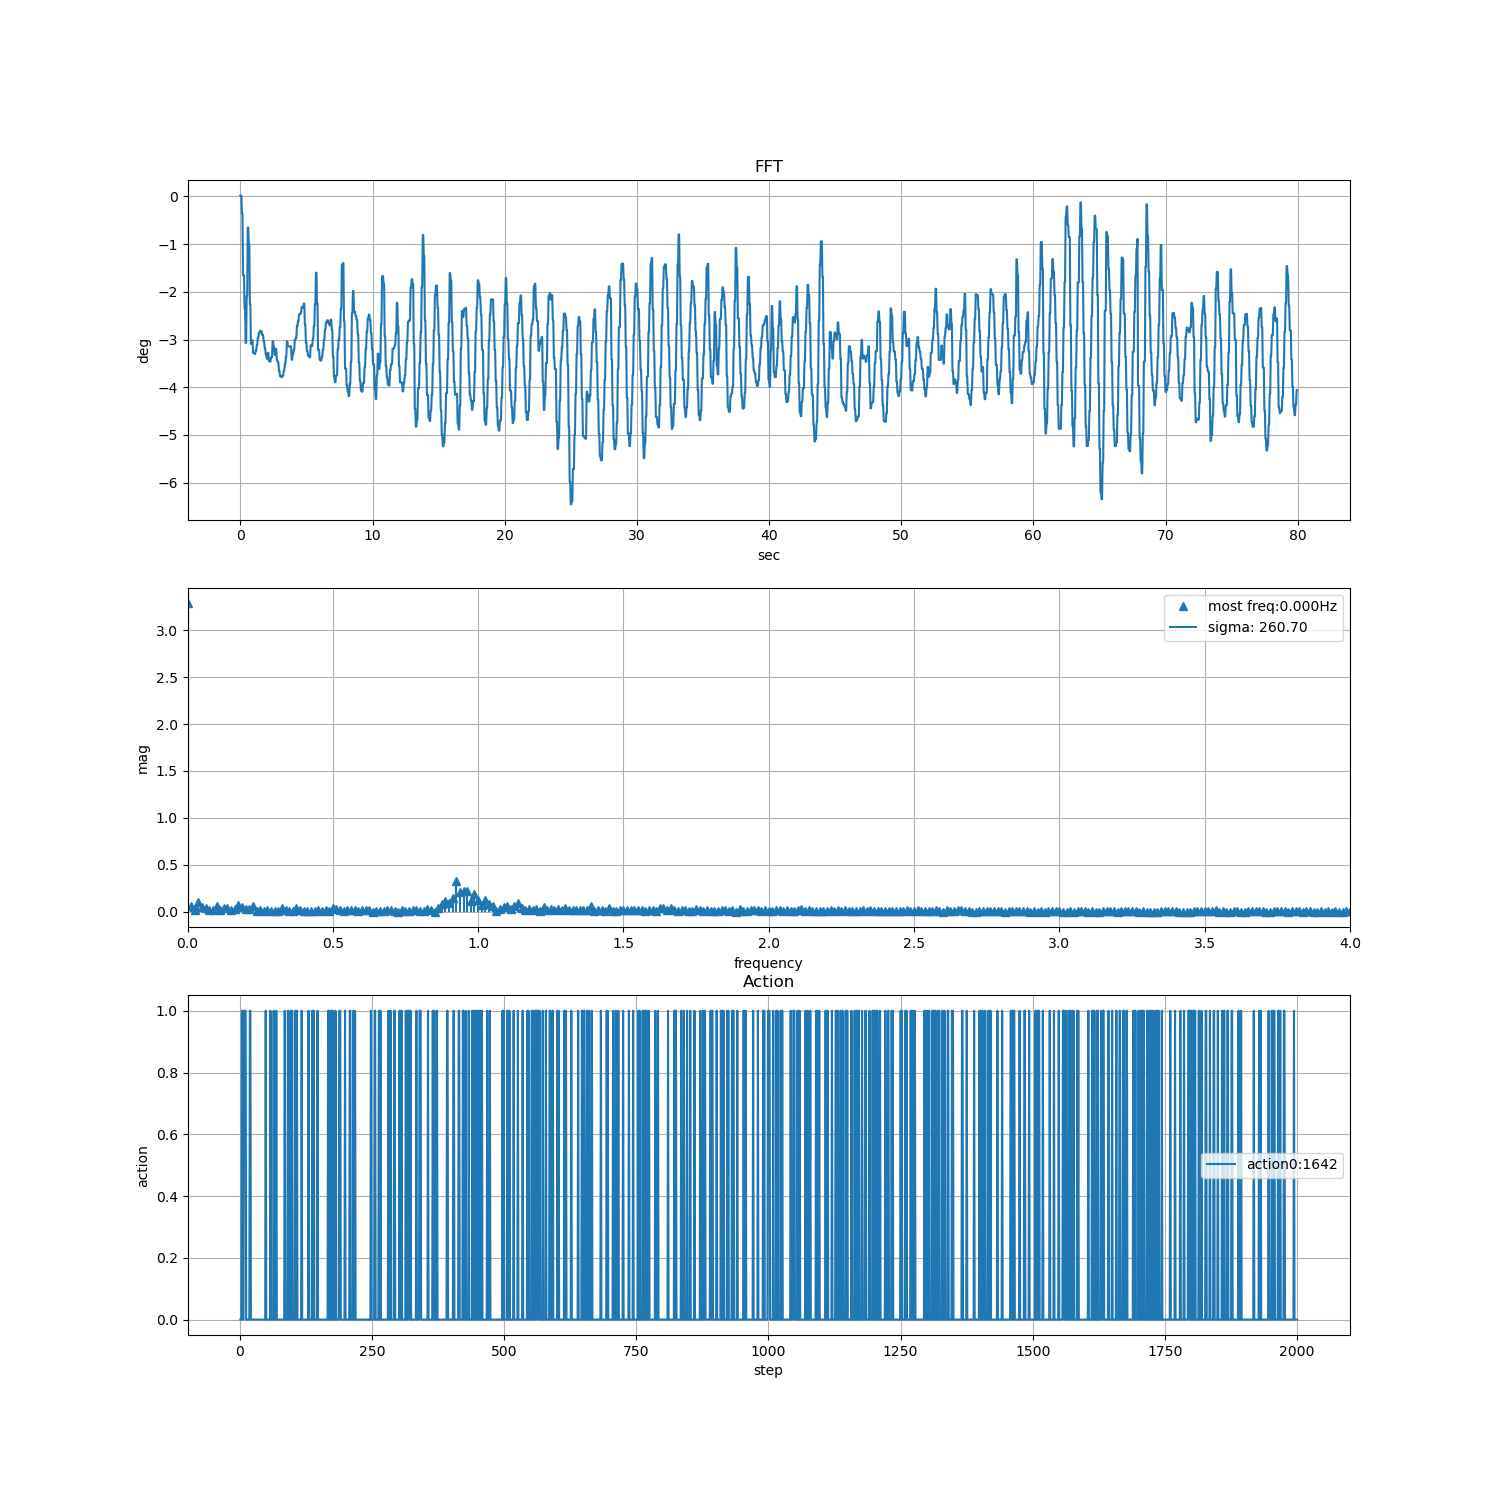 FFT
0
−1
−2
−3
−4
−5
−6
deg
0 10 20 30 40 50 60 70 80
sec
most freq:0.000Hz
sigma: 260.70
3.0
2.5
2.0
1.5
1.0
0.5
0.0
mag
0.0 0.5 1.0 1.5 2.0 2.5 3.0 3.5 4.0
frequency
Action
1.0
0.8
0.6
0.4
0.2
0.0
action
action0:1642
0 250 500 750 1000 1250 1500 1750 2000
step